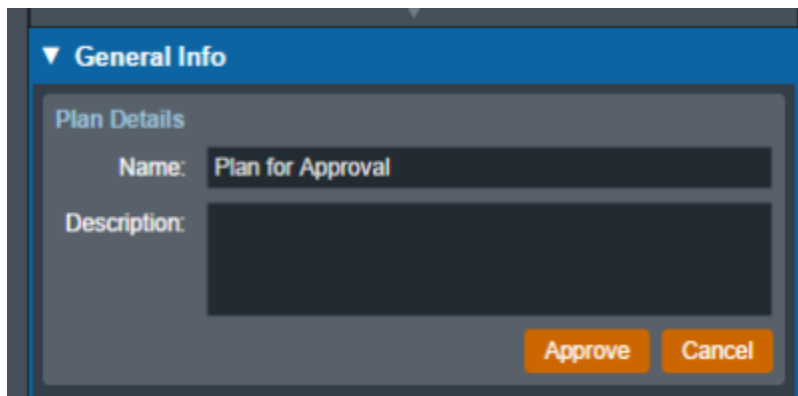 General Info
Plan Details
Name: Plan for Approval
Description:
Approve Cancel